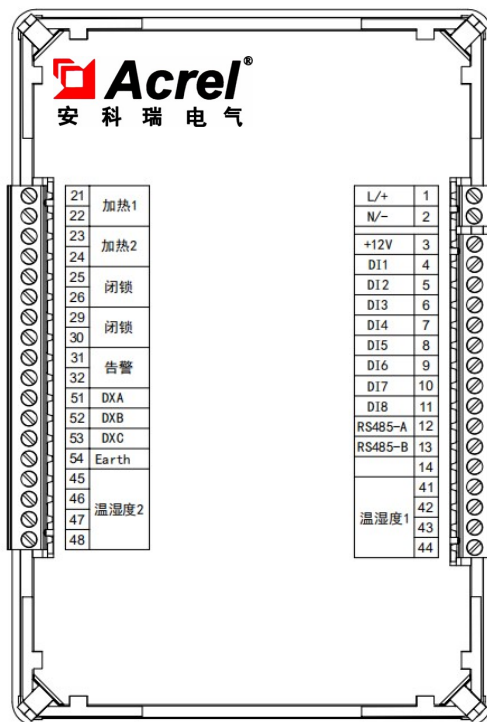 Acrel®
安科瑞电气
21
加热1
22
23
加热2
24
25
闭锁
26
29
闭锁
30
31
告警
32
51 DXA
52 DXB
53 DXC
54 Earth
45
46
温湿度2
47
48
L/+ 1
N/- 2
+12V 3
DI1 4
DI2 5
DI3 6
DI4 7
DI5 8
DI6 9
DI7 10
DI8 11
RS485-A 12
RS485-B 13
14
41
42
温湿度1
43
44